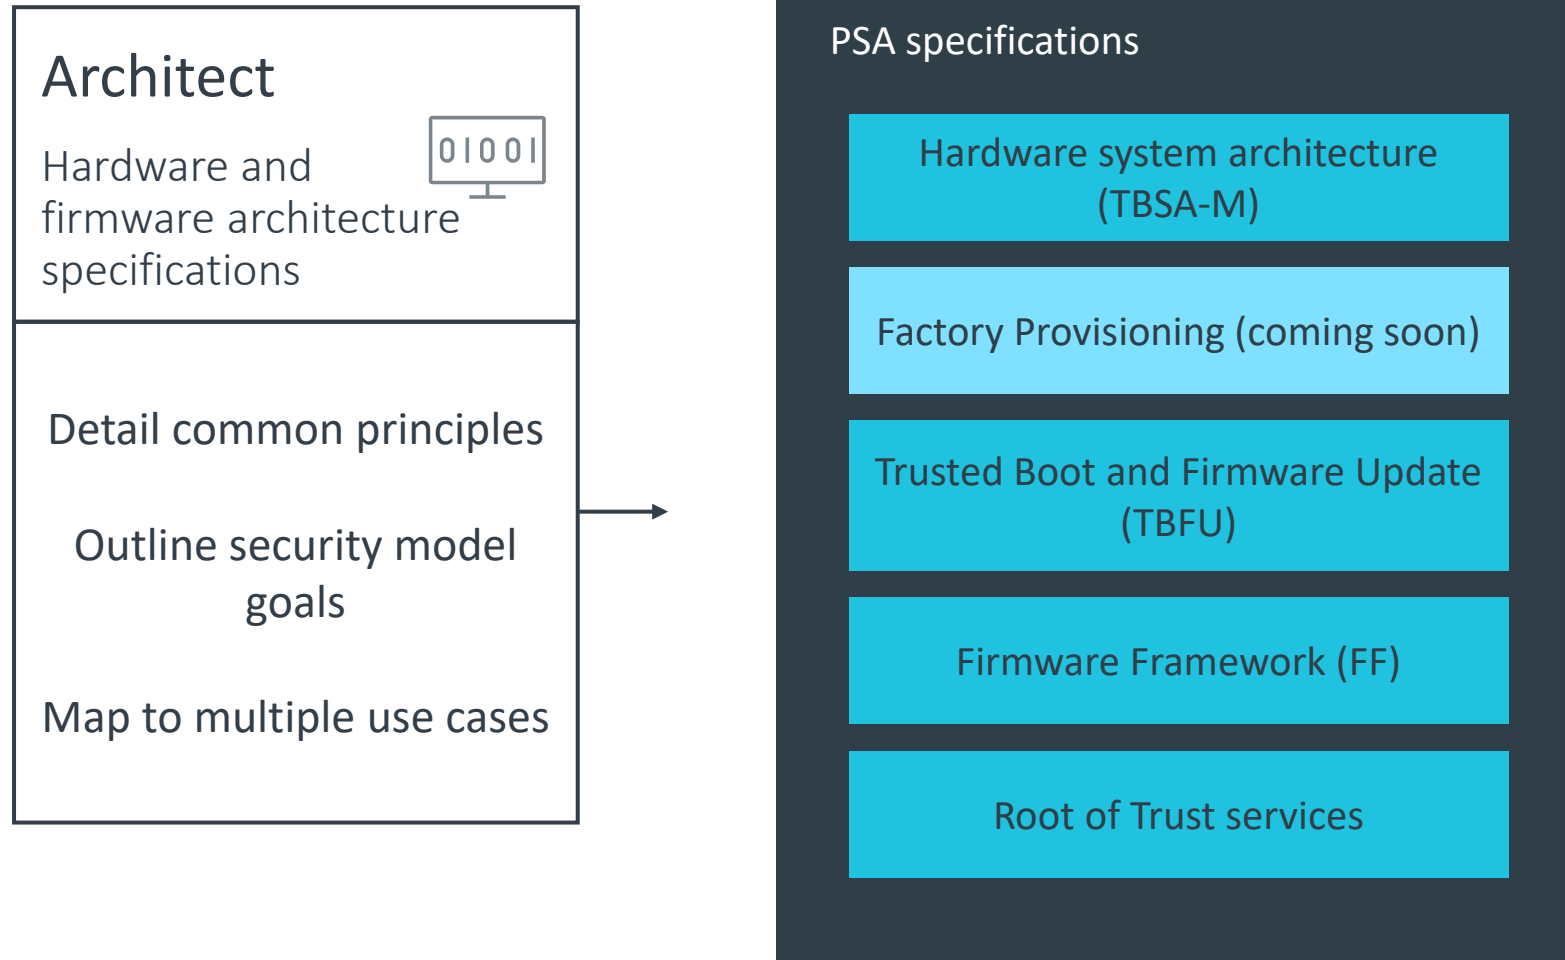 Architect
01001
Hardware and
firmware architecture
specifications
Detail common principles
Outline security model
goals
Map to multiple use cases
PSA specifications
Hardware system architecture
(TBSA-M)
Factory Provisioning (coming soon)
Trusted Boot and Firmware Update
(TBFU)
Firmware Framework (FF)
Root of Trust services